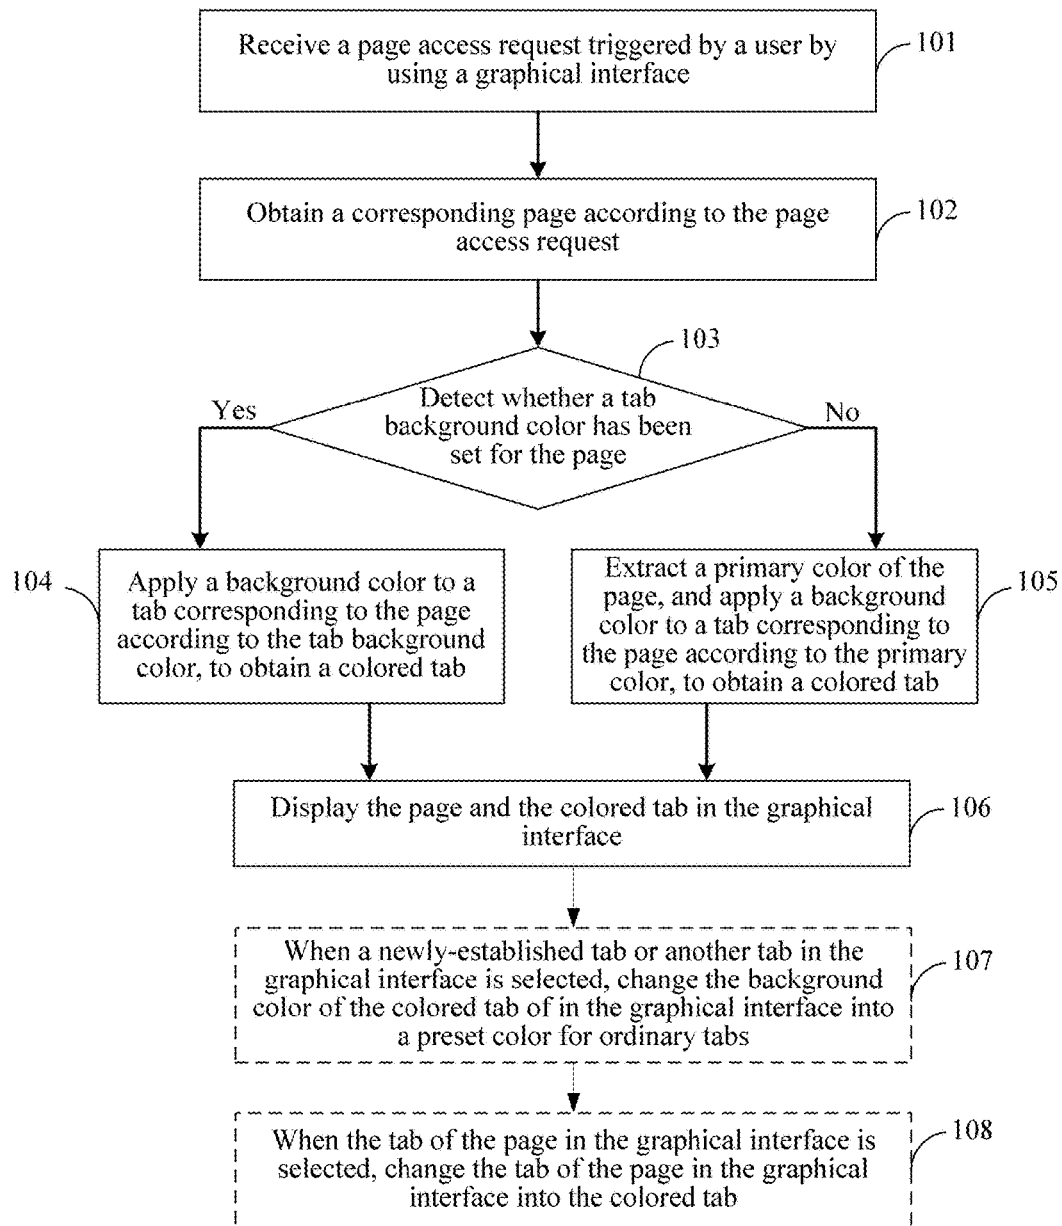 Receive a page access request triggered by a user by
using a graphical interface
101
Obtain a corresponding page according to the page
access request
102
103
Detect whether a tab
background color has been
set for the page
Yes
No
104
Apply a background color to a
tab corresponding to the page
according to the tab background
color, to obtain a colored tab
Extract a primary color of the
page, and apply a background
color to a tab corresponding to
the page according to the primary
color, to obtain a colored tab
105
Display the page and the colored tab in the graphical
interface
106
When a newly-established tab or another tab in the
graphical interface is selected, change the background
color of the colored tab of in the graphical interface into
a preset color for ordinary tabs
107
When the tab of the page in the graphical interface is
selected, change the tab of the page in the graphical
interface into the colored tab
108